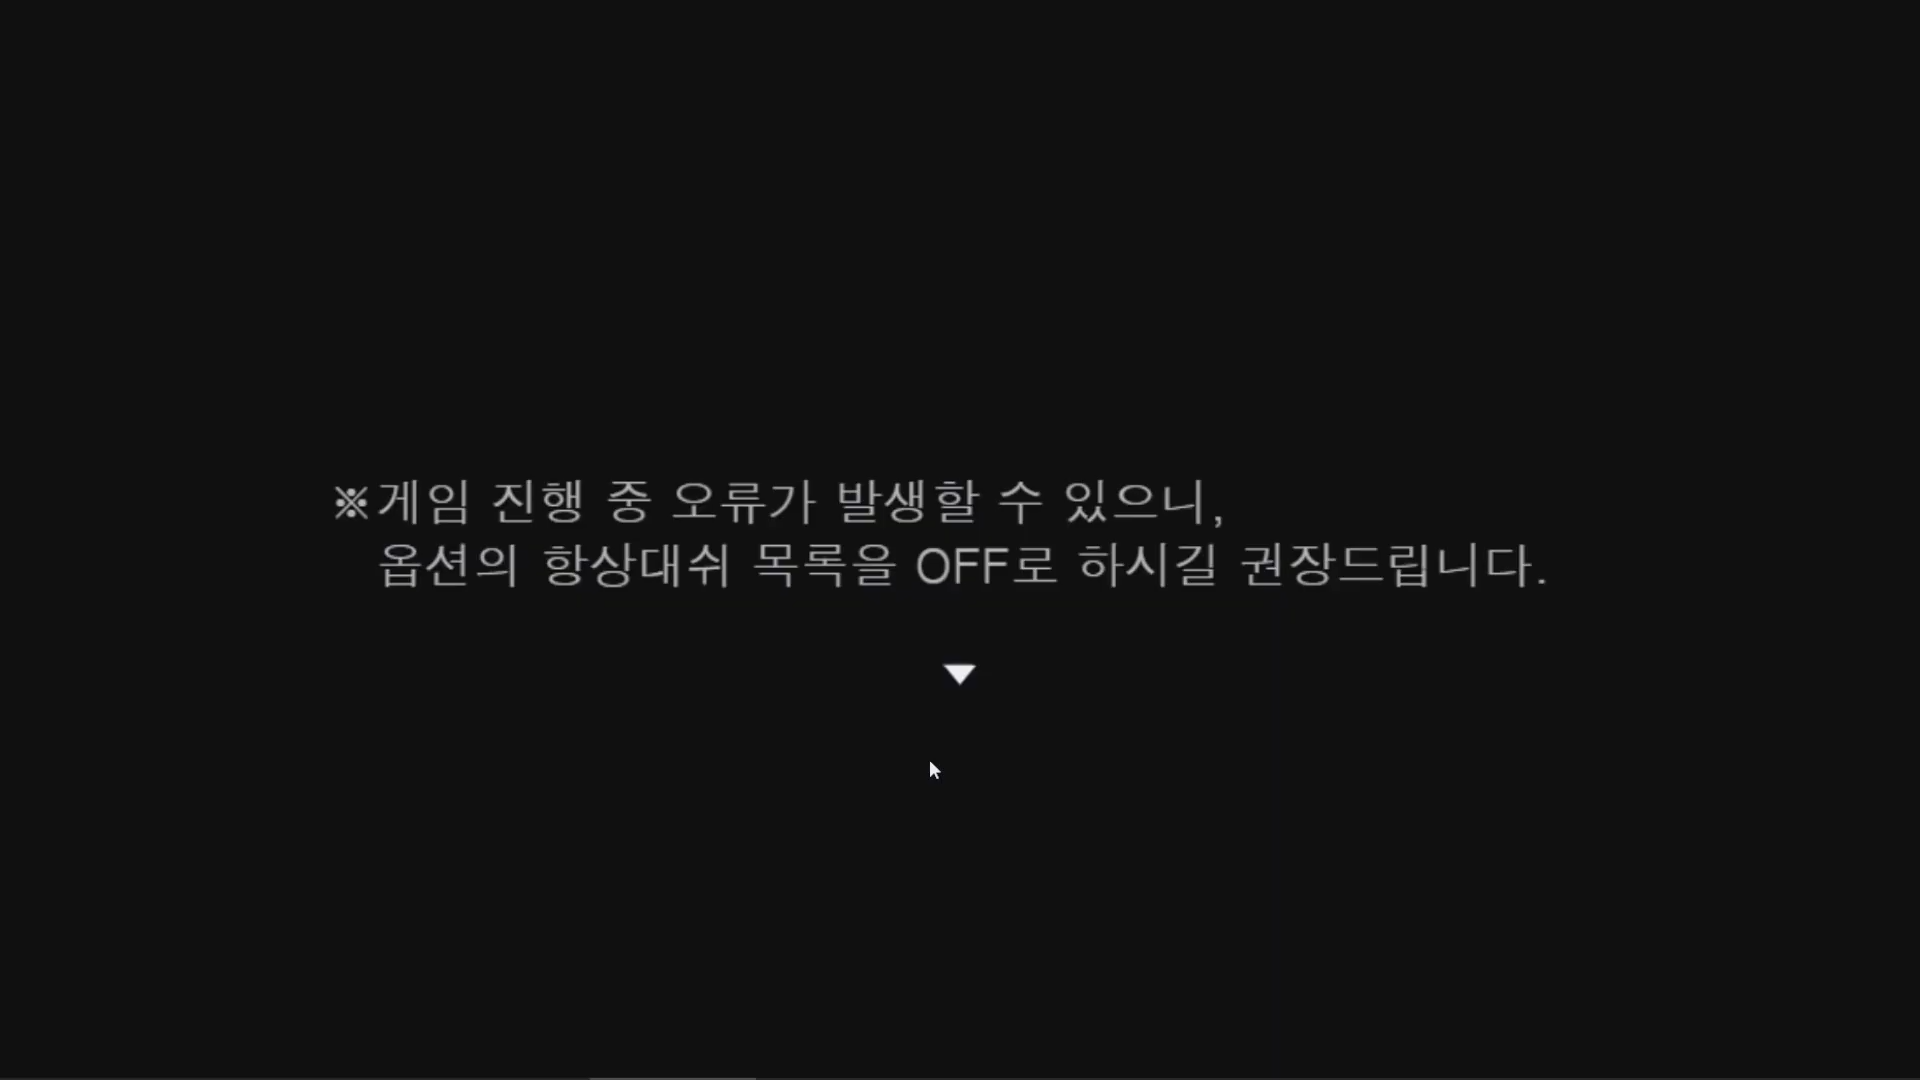 ※게임 진행 중 오류가 발생할 수 있으니,
옵션의 항상대쉬 목록을 OFF로 하시길 권장드립니다.